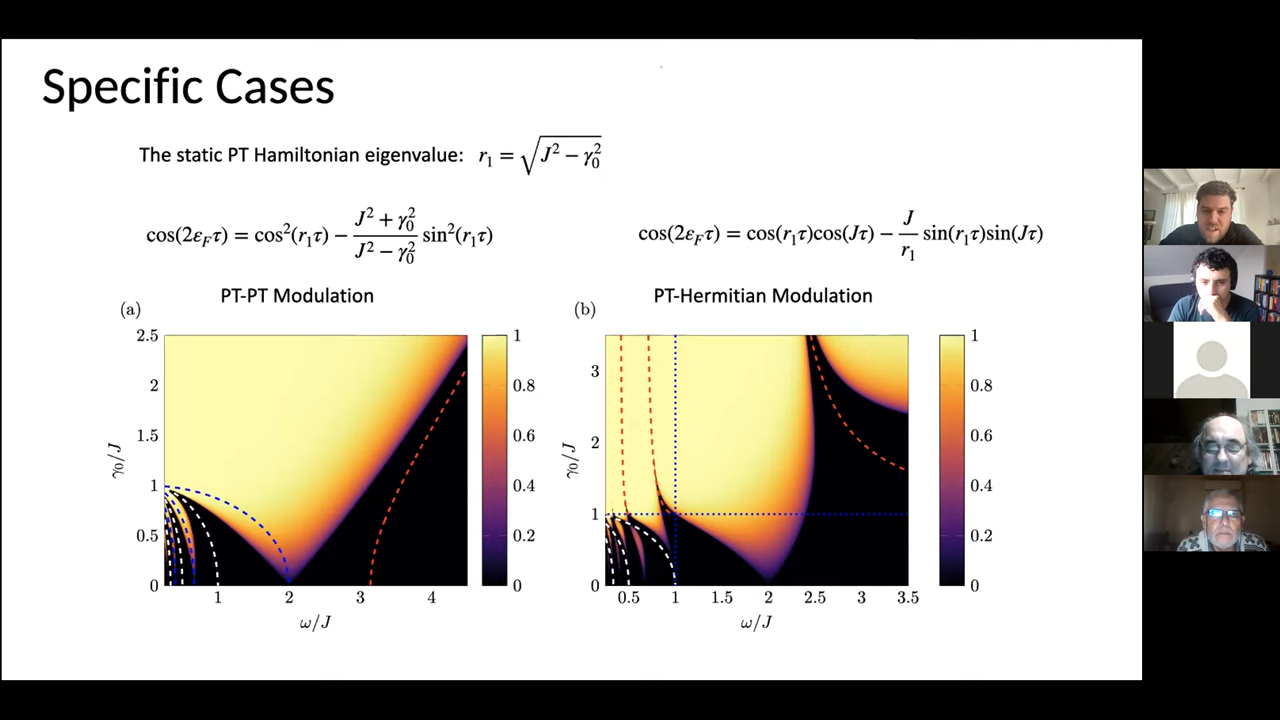 Specific Cases
The static PT Hamiltonian eigenvalue: r₁ = √(J² − γ₀²)
cos(2ε_Fτ) = cos²(r₁τ) − (J² + γ₀²)/(J² − γ₀²) sin²(r₁τ)
cos(2ε_Fτ) = cos(r₁τ)cos(Jτ) − J/r₁ sin(r₁τ)sin(Jτ)
PT-PT Modulation
PT-Hermitian Modulation
(a)
2.5
2
1.5
1
0.5
0
γ₀/J
1 2 3 4
ω/J
1
0.8
0.6
0.4
0.2
0
(b)
3
2
1
0
γ₀/J
0.5 1 1.5 2 2.5 3 3.5
ω/J
1
0.8
0.6
0.4
0.2
0